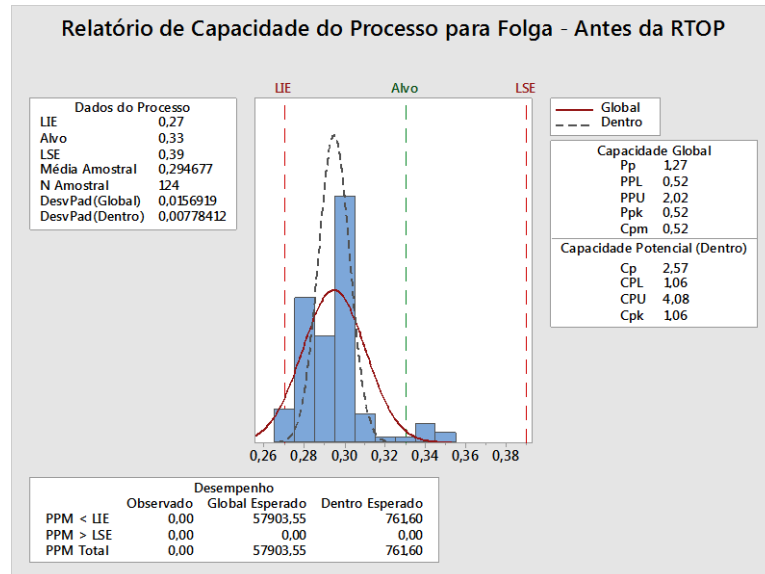 Relatório de Capacidade do Processo para Folga - Antes da RTOP
LIE Alvo LSE
Dados do Processo
LIE 0,27
Alvo 0,33
LSE 0,39
Média Amostral 0,294677
N Amostral 124
DesvPad(Global) 0,0156919
DesvPad(Dentro) 0,00778412
Global
Dentro
Capacidade Global
Pp 1,27
PPL 0,52
PPU 2,02
Ppk 0,52
Cpm 0,52
Capacidade Potencial (Dentro)
Cp 2,57
CPL 1,06
CPU 4,08
Cpk 1,06
0,26 0,28 0,30 0,32 0,34 0,36 0,38
Desempenho
Observado Global Esperado Dentro Esperado
PPM < LIE 0,00 57903,55 761,60
PPM > LSE 0,00 0,00 0,00
PPM Total 0,00 57903,55 761,60